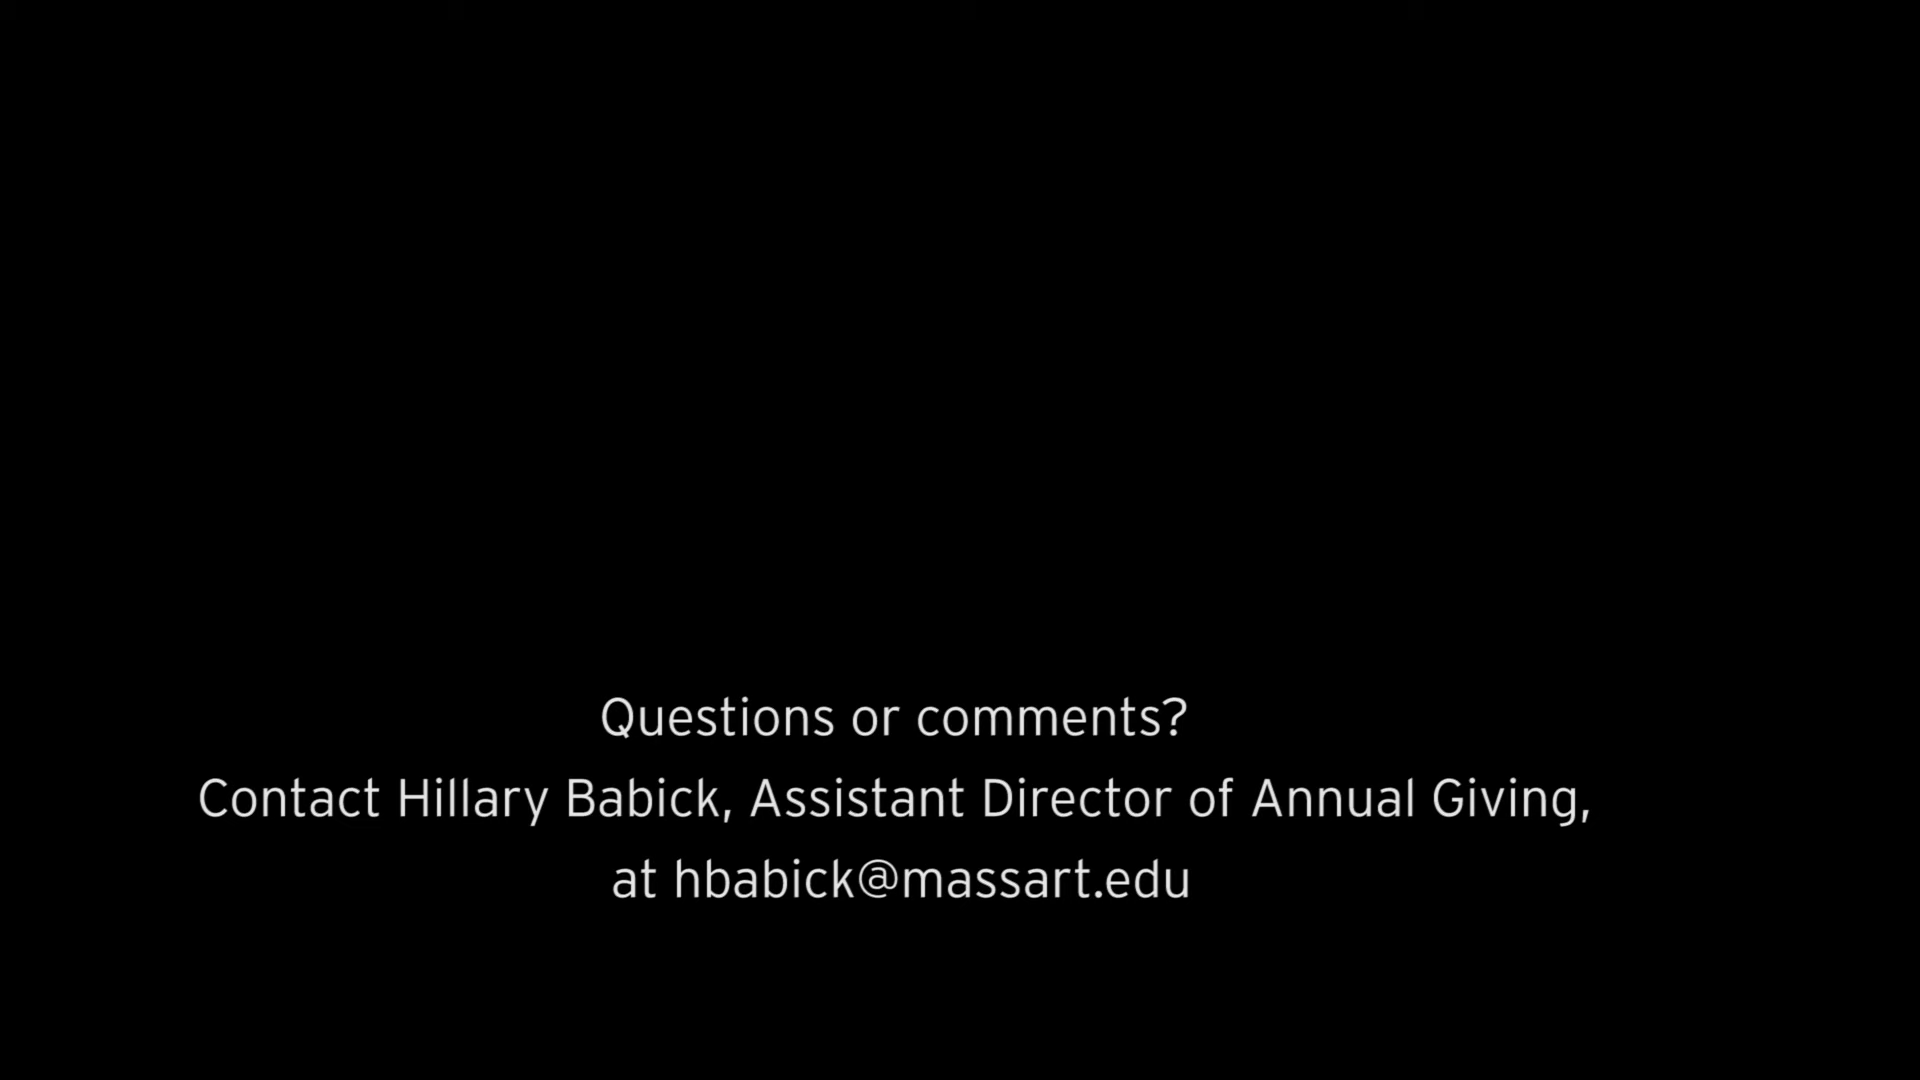 Questions or comments?
Contact Hillary Babick, Assistant Director of Annual Giving,
at hbabick@massart.edu